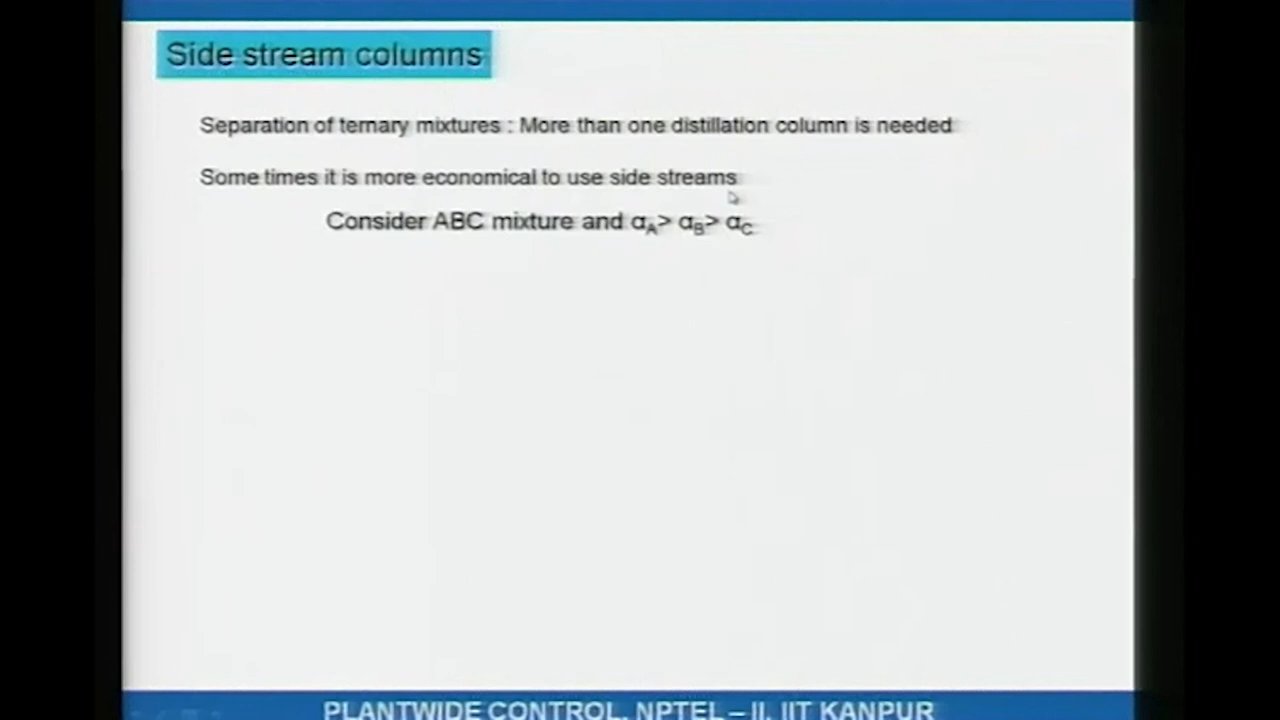 Side stream columns
Separation of ternary mixtures : More than one distillation column is needed
Some times it is more economical to use side streams
Consider ABC mixture and αA> αB> αC
PLANTWIDE CONTROL, NPTEL – II, IIT KANPUR